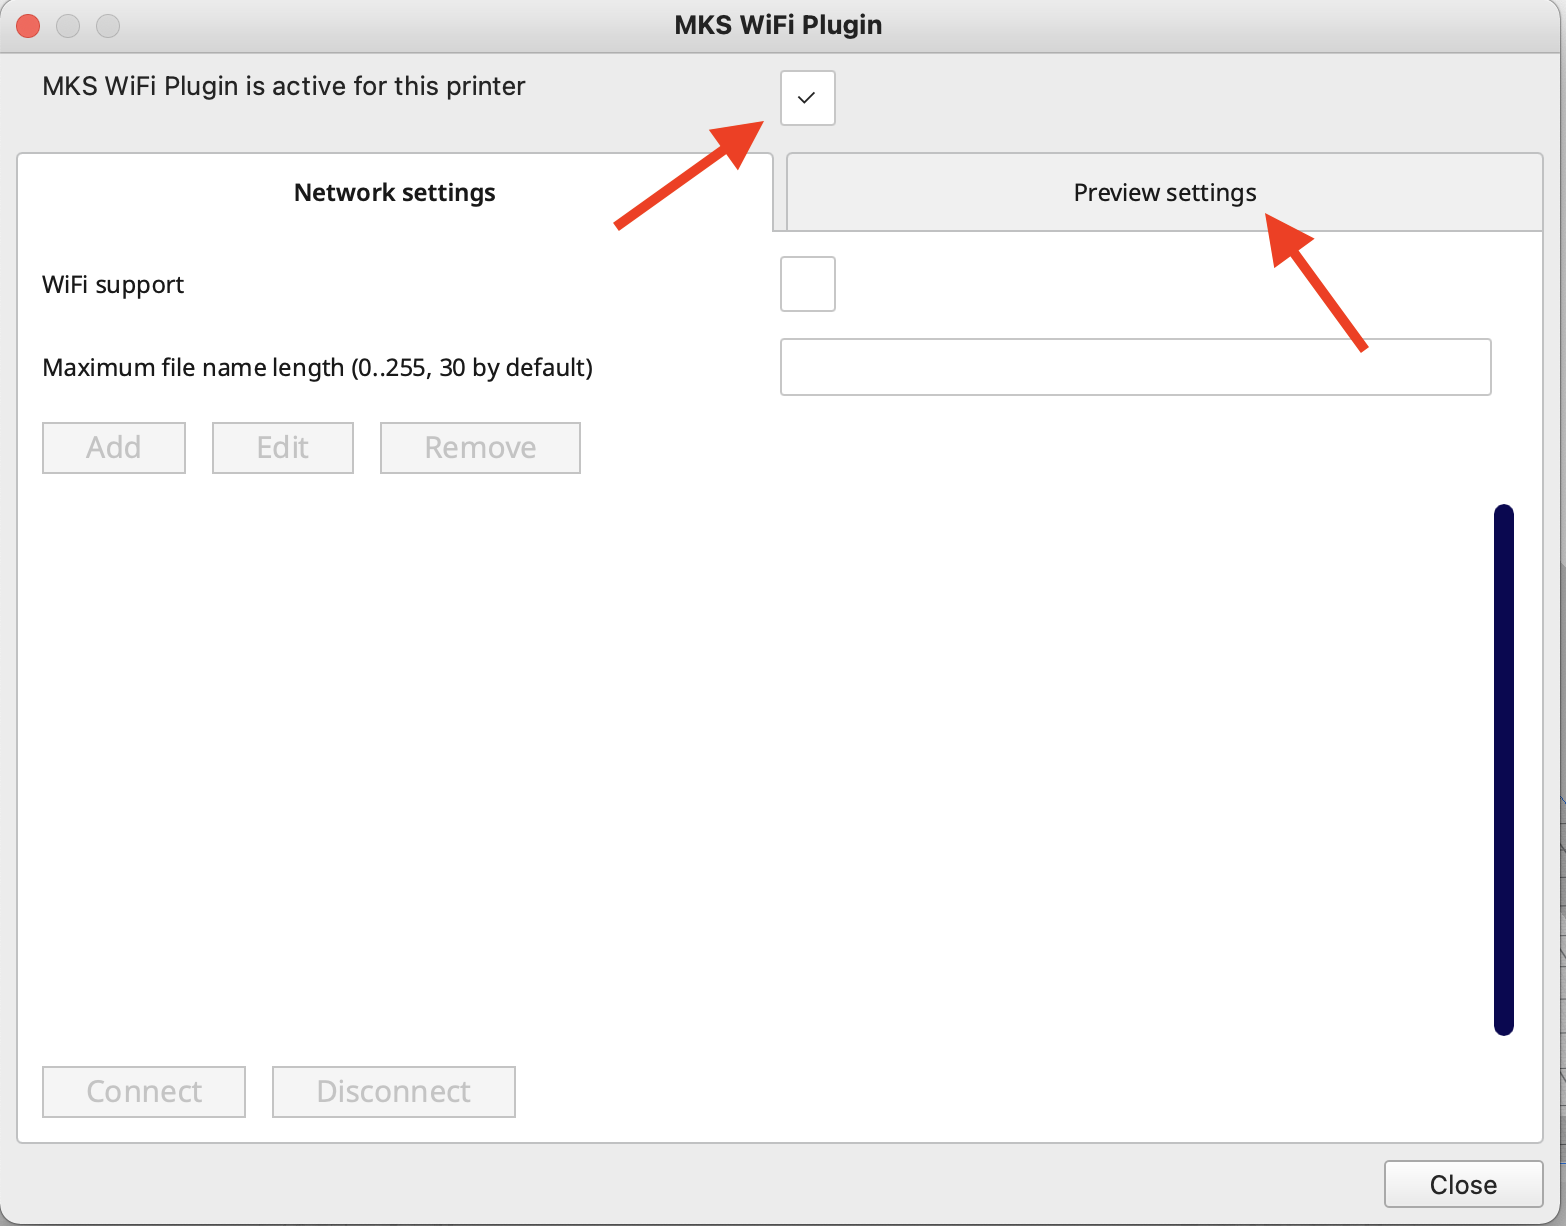 MKS WiFi Plugin
MKS WiFi Plugin is active for this printer
Network settings
Preview settings
WiFi support
Maximum file name length (0..255, 30 by default)
Add
Edit
Remove
Connect
Disconnect
Close